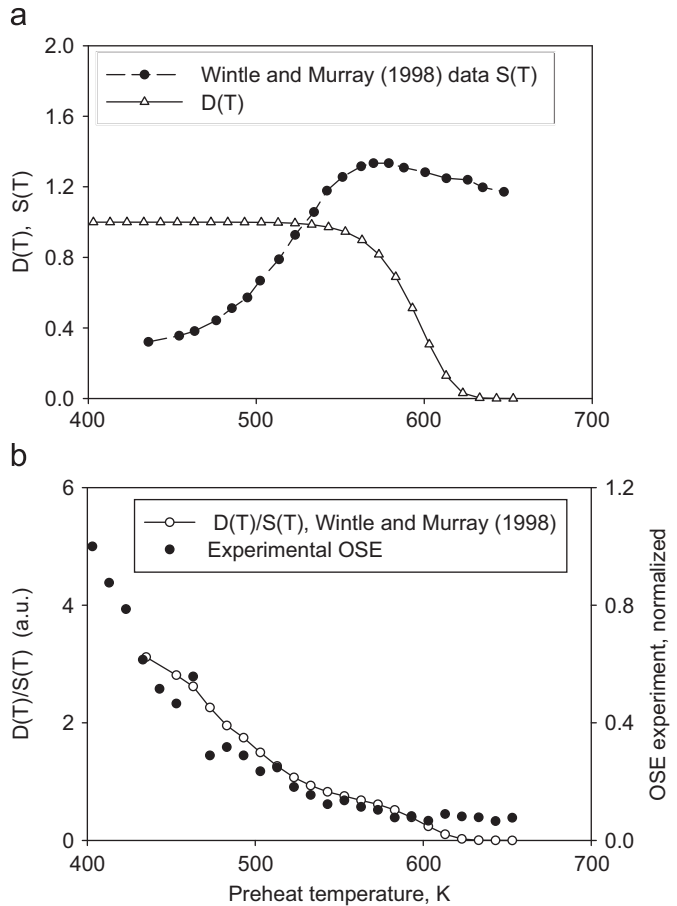 a
2.0
Wintle and Murray (1998) data S(T)
D(T)
1.6
1.2
0.8
0.4
0.0
D(T), S(T)
400 500 600 700
b
6 1.2
D(T)/S(T), Wintle and Murray (1998)
Experimental OSE
4 0.8
2 0.4
0 0.0
D(T)/S(T) (a.u.)
OSE experiment, normalized
400 500 600 700
Preheat temperature, K